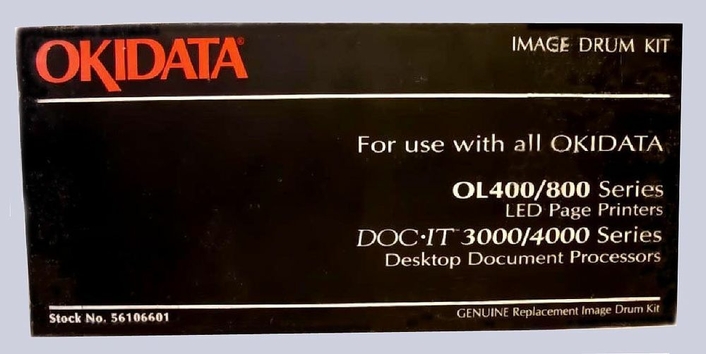 OKIDATA®
IMAGE DRUM KIT
For use with all OKIDATA
OL400/800 Series
LED Page Printers
DOC•IT™ 3000/4000 Series
Desktop Document Processors
Stock No. 56106601
GENUINE Replacement Image Drum Kit